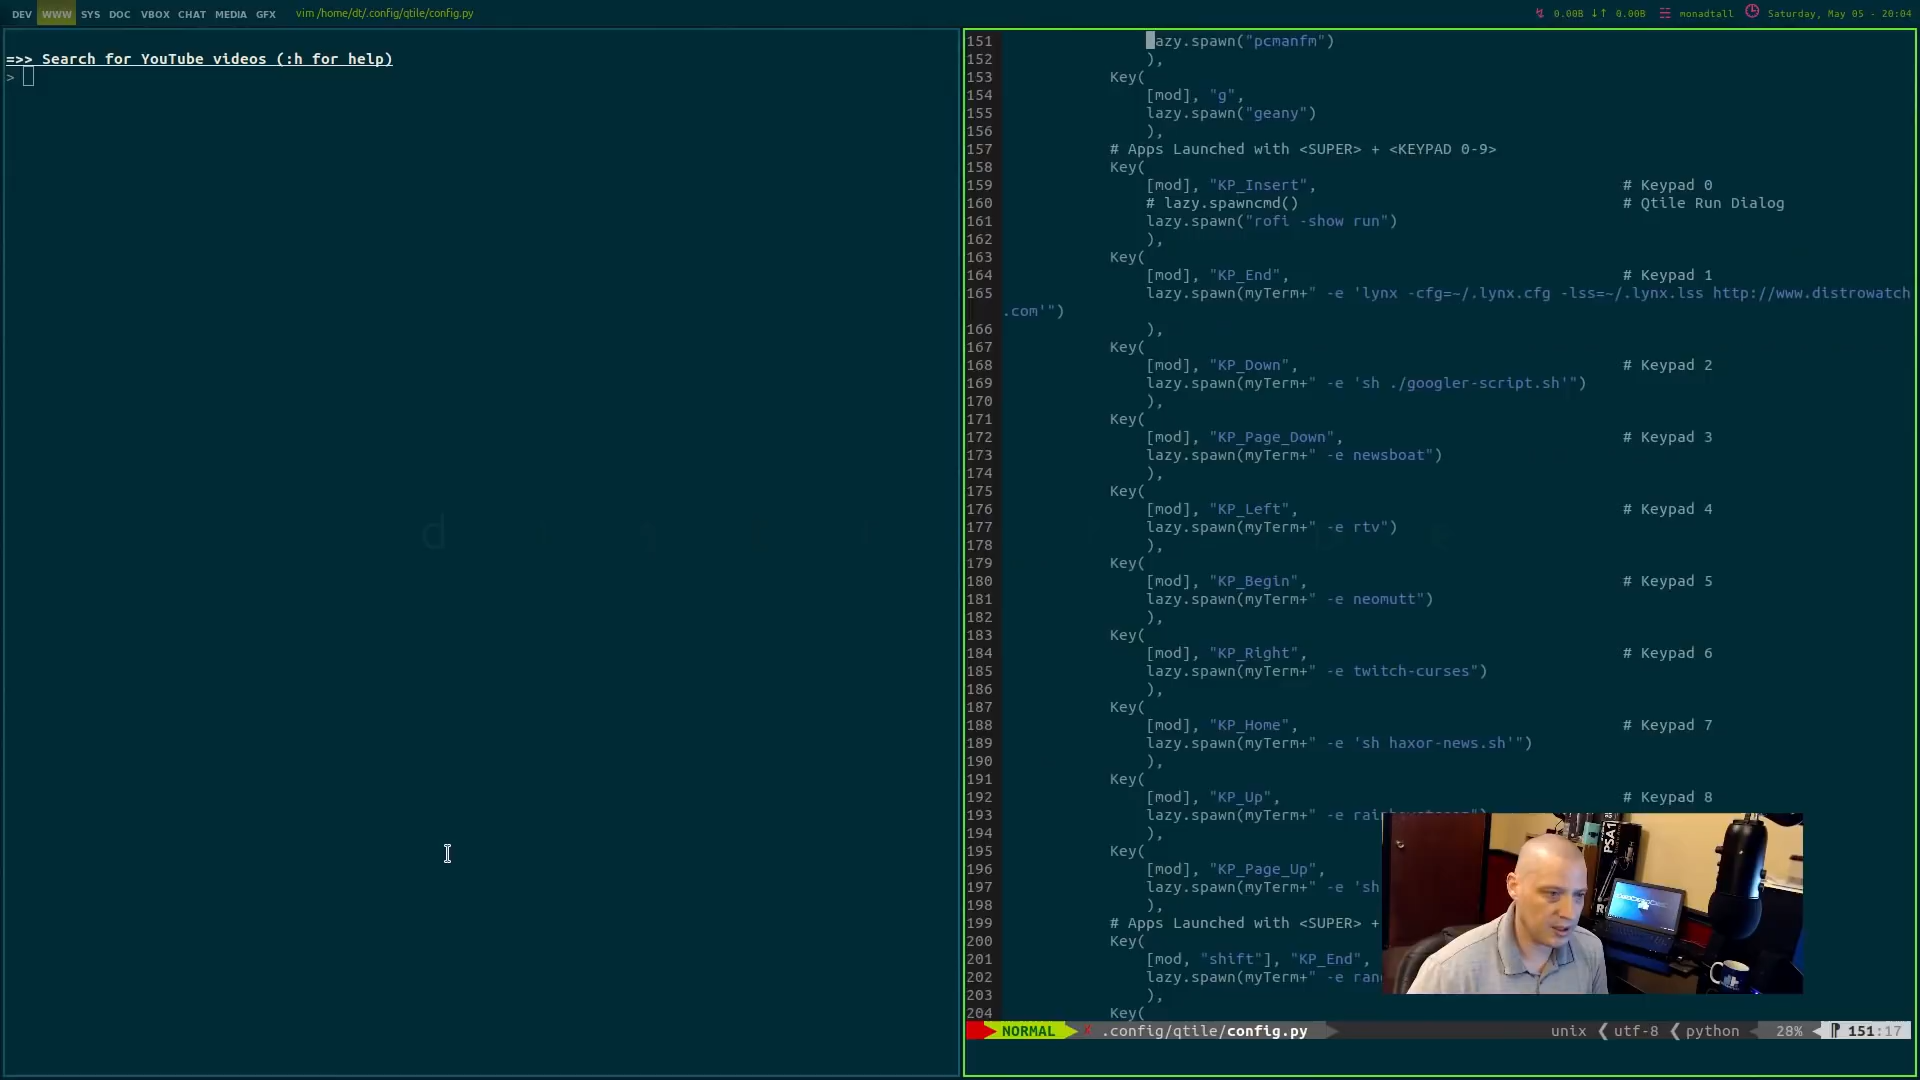 DEV WWW SYS DOC VBOX CHAT MEDIA GFX vim /home/dt/.config/qtile/config.py 0.00B ↓↑ 0.00B monadtall Saturday, May 05 - 20:04
=>> Search for YouTube videos (:h for help)
>
151 lazy.spawn("pcmanfm")
152 ),
153 Key(
154 [mod], "g",
155 lazy.spawn("geany")
156 ),
157 # Apps Launched with <SUPER> + <KEYPAD 0-9>
158 Key(
159 [mod], "KP_Insert", # Keypad 0
160 # lazy.spawncmd() # Qtile Run Dialog
161 lazy.spawn("rofi -show run")
162 ),
163 Key(
164 [mod], "KP_End", # Keypad 1
165 lazy.spawn(myTerm+" -e 'lynx -cfg=~/.lynx.cfg -lss=~/.lynx.lss http://www.distrowatch
.com'")
166 ),
167 Key(
168 [mod], "KP_Down", # Keypad 2
169 lazy.spawn(myTerm+" -e 'sh ./googler-script.sh'")
170 ),
171 Key(
172 [mod], "KP_Page_Down", # Keypad 3
173 lazy.spawn(myTerm+" -e newsboat")
174 ),
175 Key(
176 [mod], "KP_Left", # Keypad 4
177 lazy.spawn(myTerm+" -e rtv")
178 ),
179 Key(
180 [mod], "KP_Begin", # Keypad 5
181 lazy.spawn(myTerm+" -e neomutt")
182 ),
183 Key(
184 [mod], "KP_Right", # Keypad 6
185 lazy.spawn(myTerm+" -e twitch-curses")
186 ),
187 Key(
188 [mod], "KP_Home", # Keypad 7
189 lazy.spawn(myTerm+" -e 'sh haxor-news.sh'")
190 ),
191 Key(
192 [mod], "KP_Up", # Keypad 8
193 lazy.spawn(myTerm+" -e
194 ),
195 Key(
196 [mod], "KP_Page_Up",
197 lazy.spawn(myTerm+" -e 'sh
198 ),
199 # Apps Launched with <SUPER> +
200 Key(
201 [mod, "shift"], "KP_End",
202 lazy.spawn(myTerm+" -e
203 ),
204 Key(
NORMAL .config/qtile/config.py unix utf-8 python 28% 151:17
PSA1